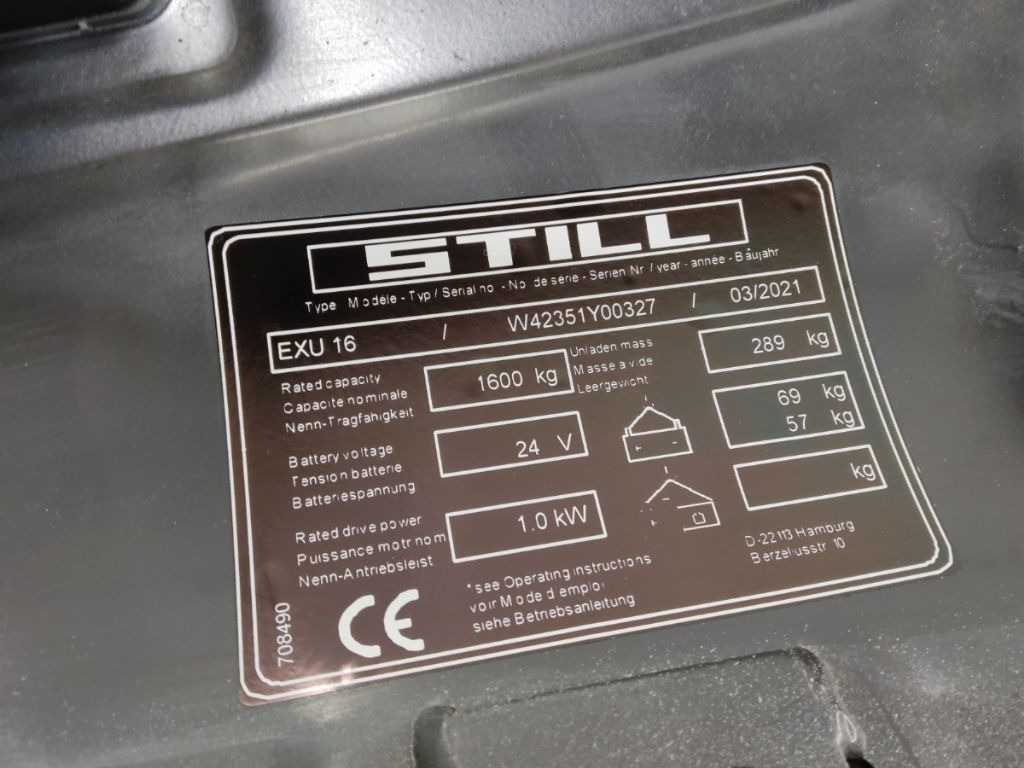 STILL
Type Modèle - Typ / Serial no - No. de serie - Serien Nr / year - année - Baujahr
EXU 16 / W42351Y00327 / 03/2021
Rated capacity
Capacite nominale
Nenn-Tragfahigkeit
1600 kg
Unladen mass
Masse a vide
Leergewicht
289 kg
Battery voltage
Tension batterie
Batteriespannung
24 V
69 kg
57 kg
Rated drive power
Puissance motr nom
Nenn-Antriebsleist
1.0 kW
kg
*see Operating instructions
voir Mode d'emploi
siehe Betriebsanleitung
D-22113 Hamburg
Berzeliusstr 10
CE
708490